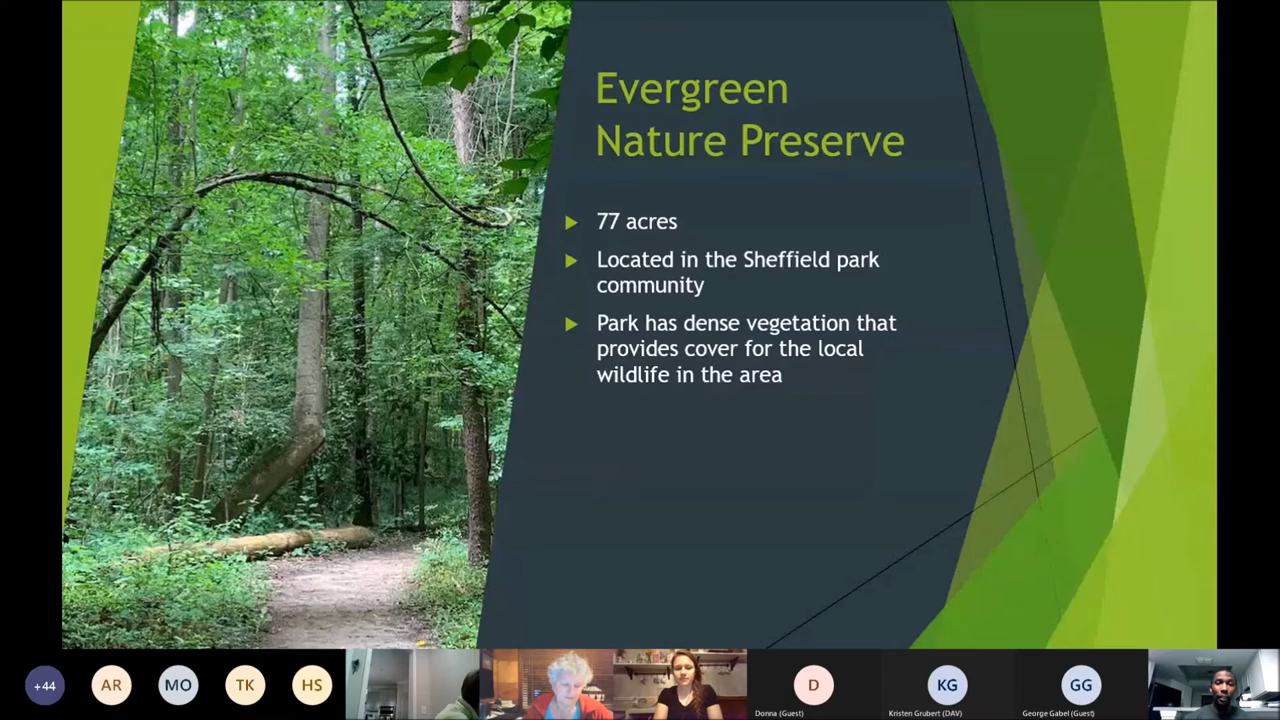 Evergreen
Nature Preserve
77 acres
Located in the Sheffield park
community
Park has dense vegetation that
provides cover for the local
wildlife in the area
+44
AR
MO
TK
HS
D
KG
GG
Donna (Guest)
Kristen Grubert (DAV)
George Gabel (Guest)